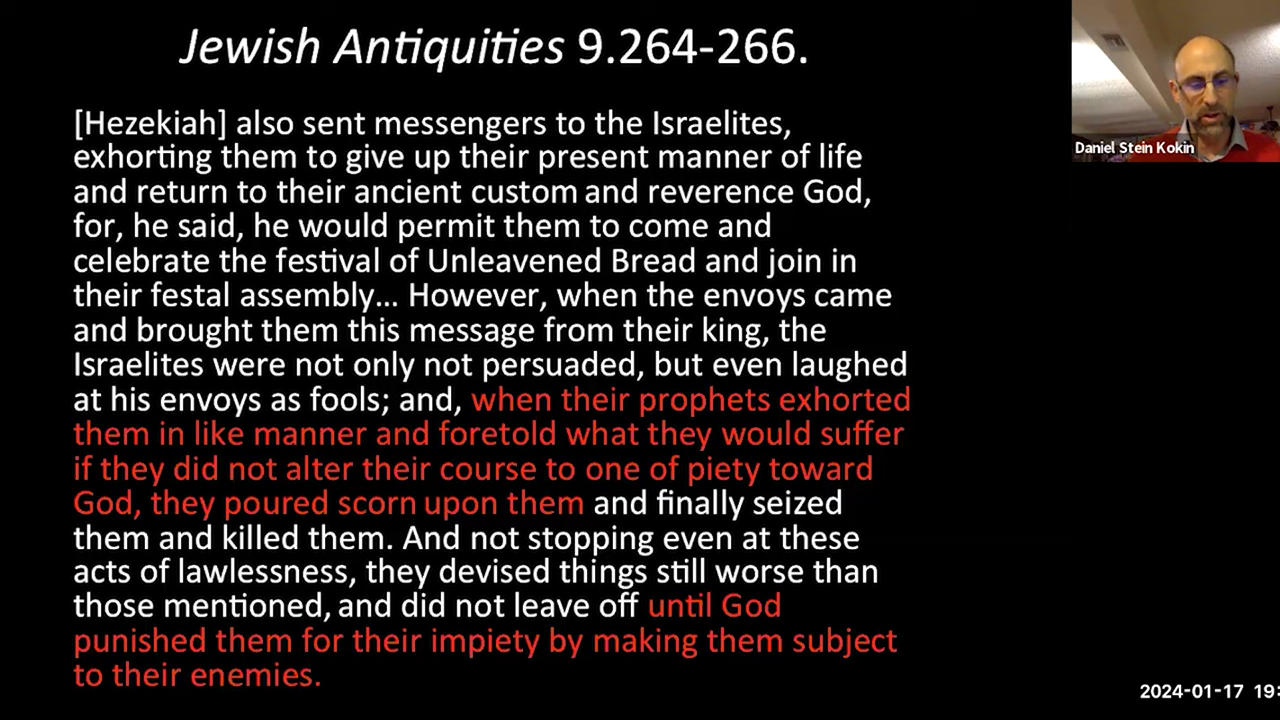 Jewish Antiquities 9.264-266.
[Hezekiah] also sent messengers to the Israelites,
exhorting them to give up their present manner of life
and return to their ancient custom and reverence God,
for, he said, he would permit them to come and
celebrate the festival of Unleavened Bread and join in
their festal assembly... However, when the envoys came
and brought them this message from their king, the
Israelites were not only not persuaded, but even laughed
at his envoys as fools; and, when their prophets exhorted
them in like manner and foretold what they would suffer
if they did not alter their course to one of piety toward
God, they poured scorn upon them and finally seized
them and killed them. And not stopping even at these
acts of lawlessness, they devised things still worse than
those mentioned, and did not leave off until God
punished them for their impiety by making them subject
to their enemies.
Daniel Stein Kokin
2024-01-17 19: